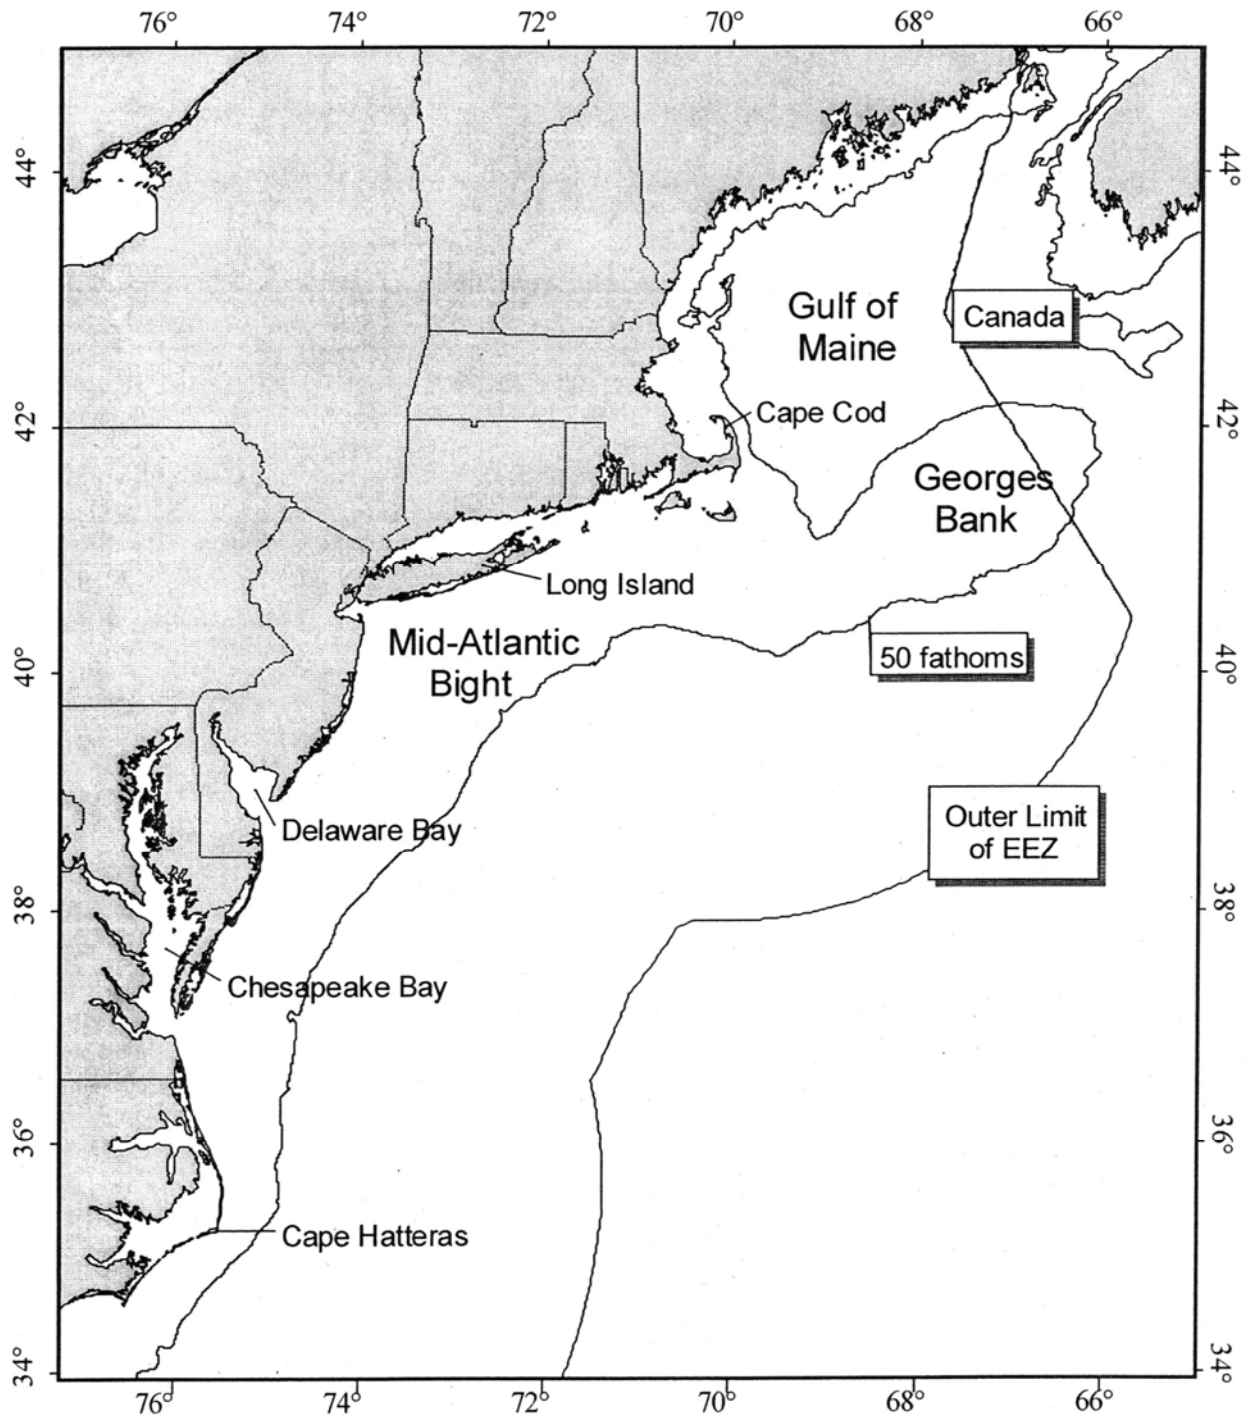 76° 74° 72° 70° 68° 66°
44° 44°
Gulf of
Maine
Canada
42° 42°
Cape Cod
Georges
Bank
Long Island
Mid-Atlantic
Bight
50 fathoms
40° 40°
Outer Limit
of EEZ
Delaware Bay
38° 38°
Chesapeake Bay
36° 36°
Cape Hatteras
34° 34°
76° 74° 72° 70° 68° 66°